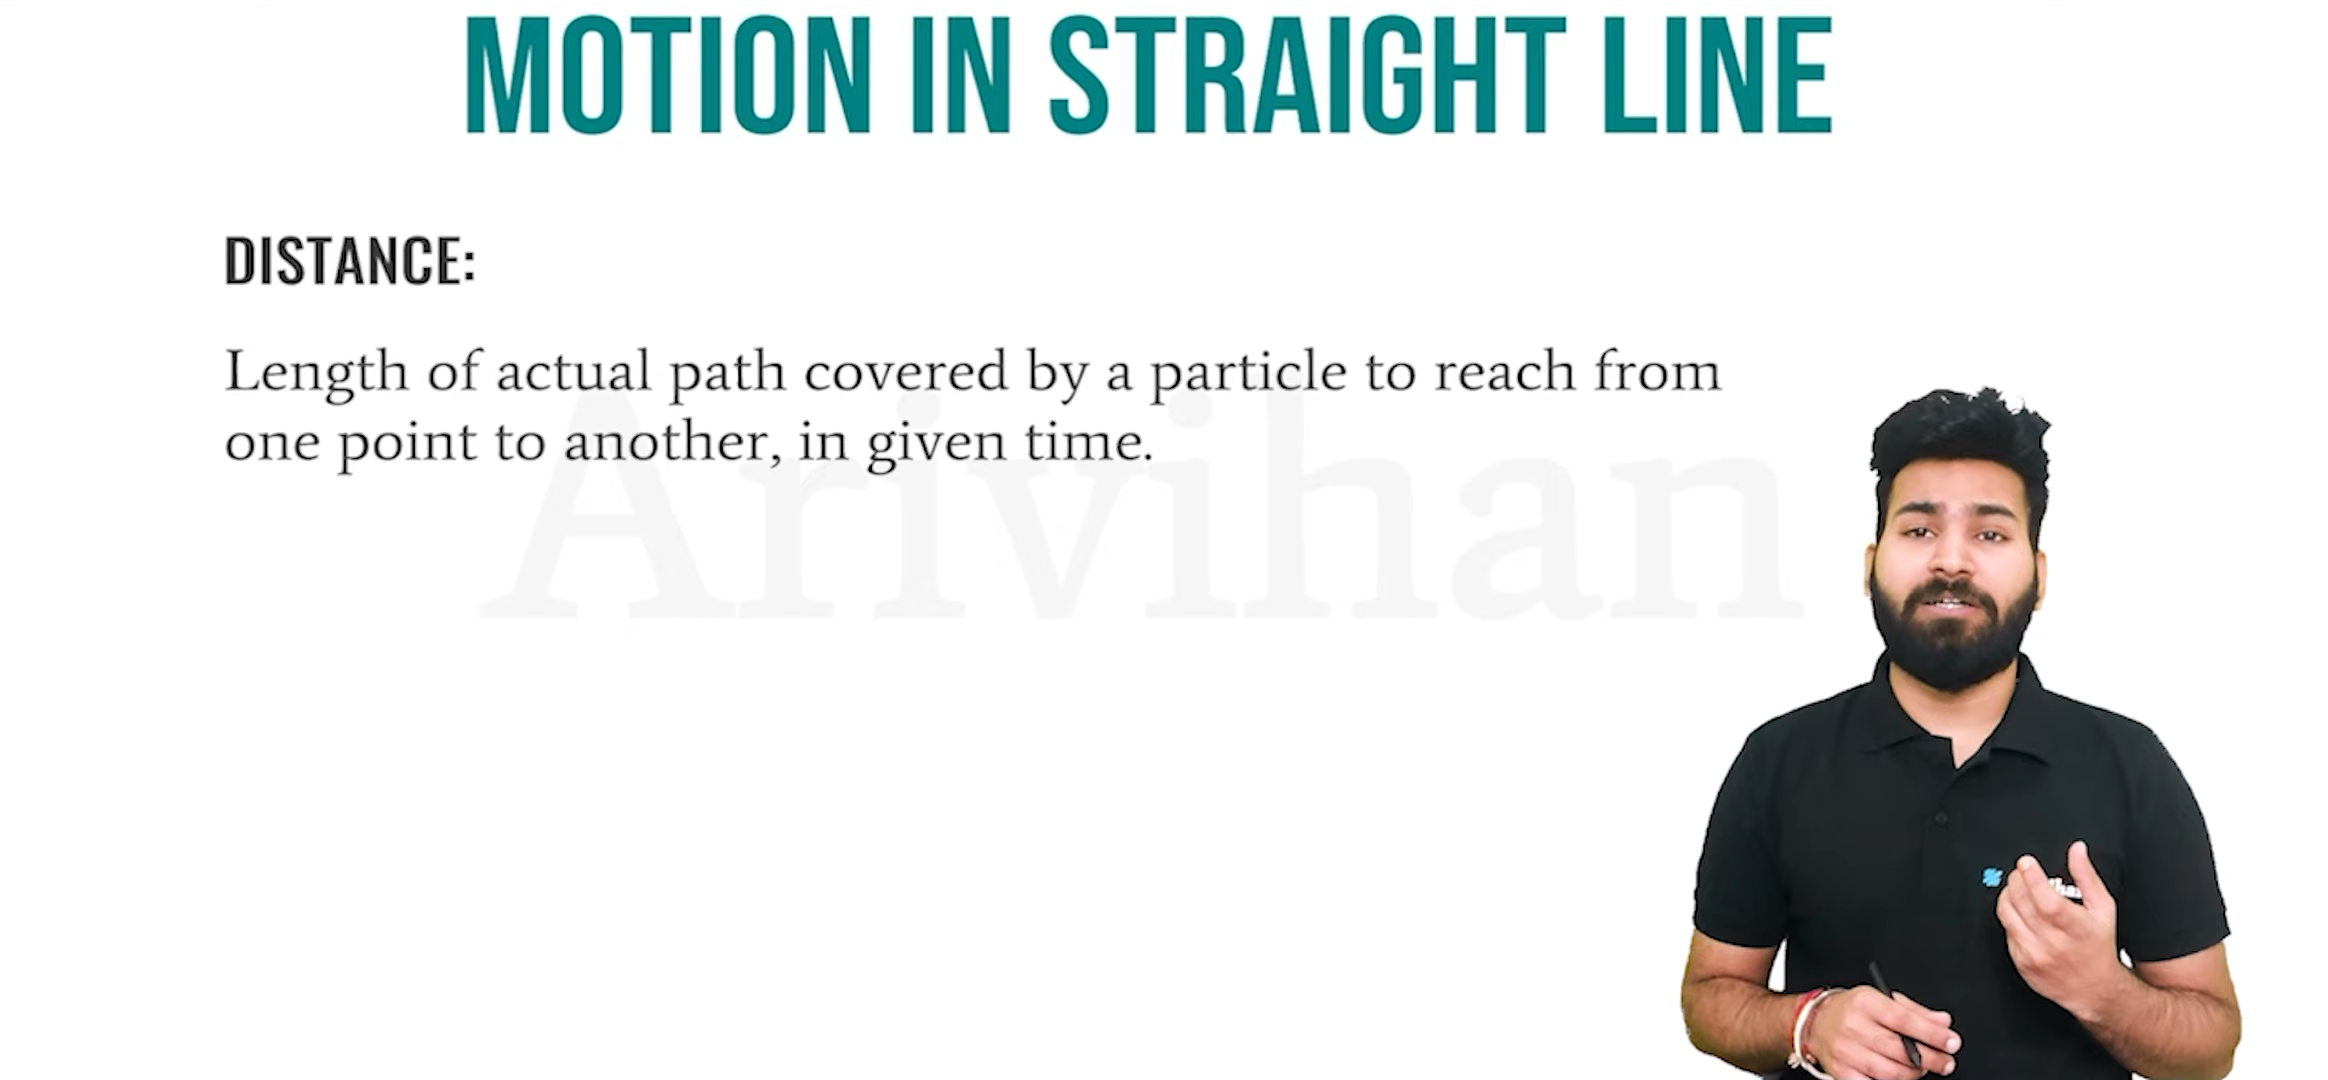 MOTION IN STRAIGHT LINE
DISTANCE:
Length of actual path covered by a particle to reach from
one point to another, in given time.
Arivihan